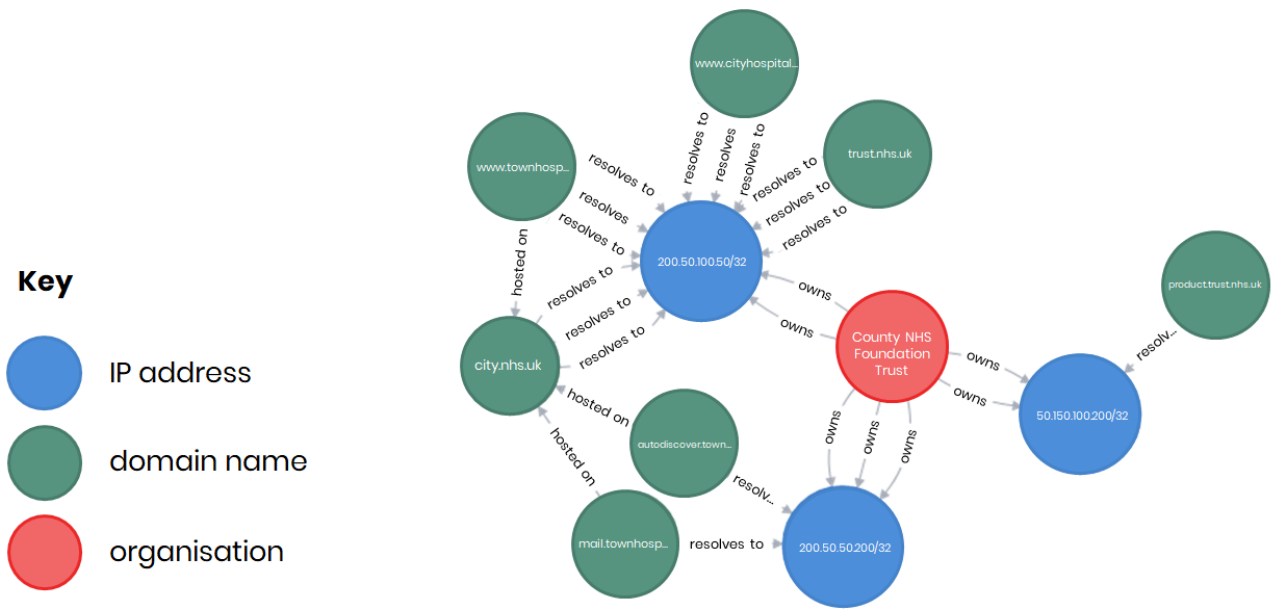 www.cityhospital...
trust.nhs.uk
www.townhosp...
resolves to
resolves
resolves to
resolves to
resolves
resolves to
resolves to
resolves to
resolves to
200.50.100.50/32
hosted on
resolves to
resolves to
resolves to
city.nhs.uk
owns
owns
County NHS
Foundation
Trust
product.trust.nhs.uk
resolv...
owns
owns
50.150.100.200/32
hosted on
autodiscover.town...
resolv...
hosted on
mail.townhosp...
resolves to
owns
owns
owns
200.50.50.200/32
Key
IP address
domain name
organisation